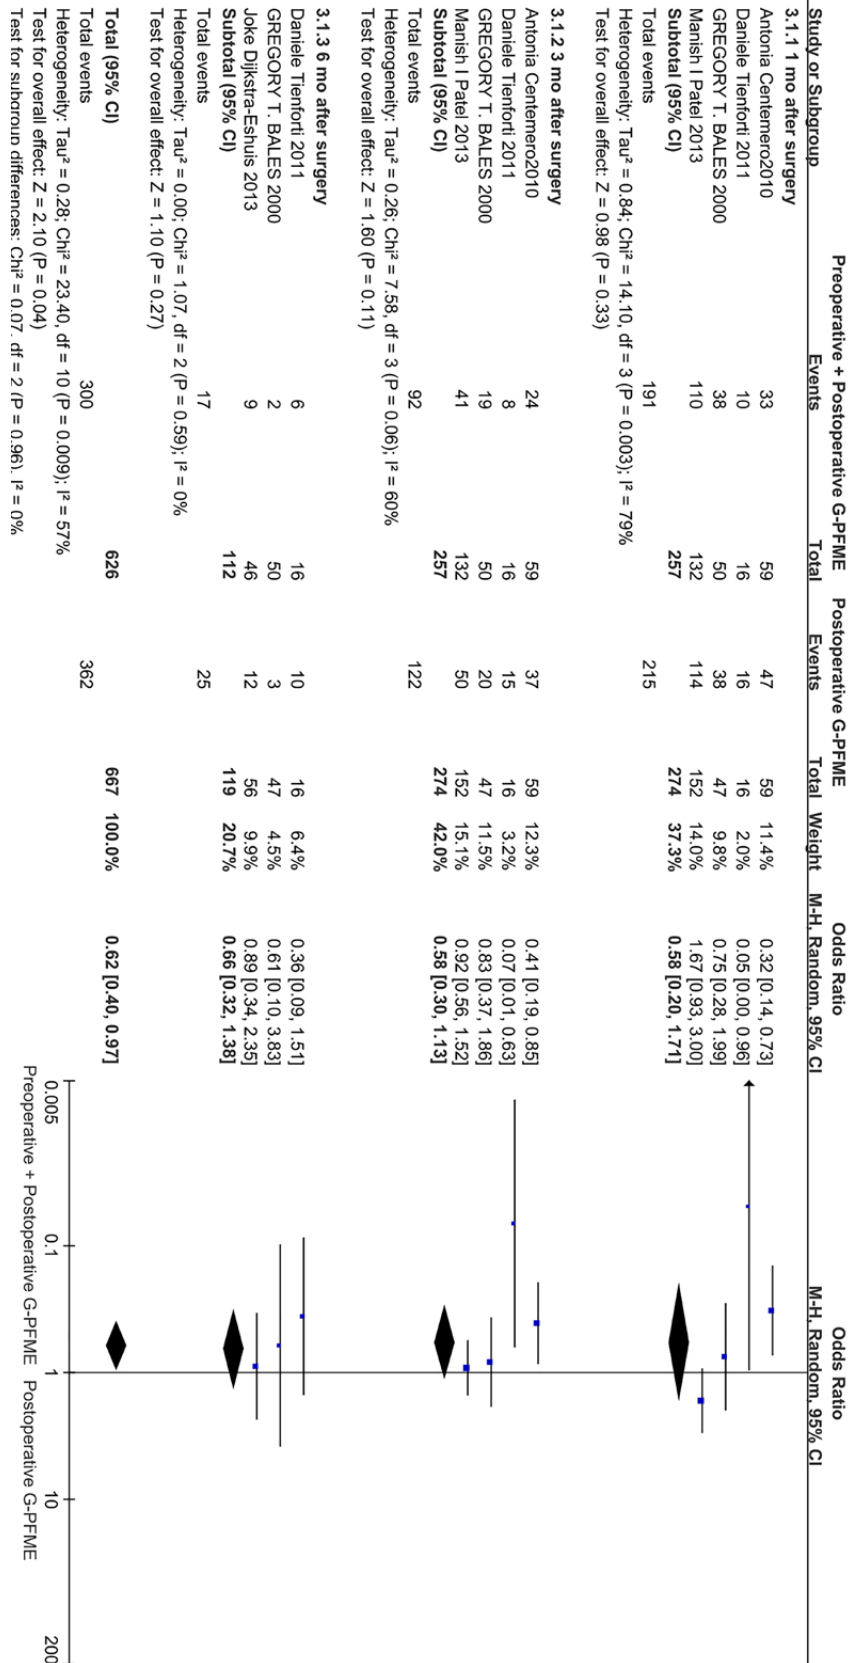 Preoperative + Postoperative G-PFME Postoperative G-PFME Odds Ratio Odds Ratio
Study or Subgroup Events Total Events Total Weight M-H, Random, 95% CI M-H, Random, 95% CI
3.1.1 1 mo after surgery
Antonia Centemero2010 33 59 47 59 11.4% 0.32 [0.14, 0.73]
Daniele Tienforti 2011 10 16 16 16 2.0% 0.05 [0.00, 0.96]
GREGORY T. BALES 2000 38 50 38 47 9.8% 0.75 [0.28, 1.99]
Manish I Patel 2013 110 132 114 152 14.0% 1.67 [0.93, 3.00]
Subtotal (95% CI) 257 274 37.3% 0.58 [0.20, 1.71]
Total events 191 215
Heterogeneity: Tau² = 0.84; Chi² = 14.10, df = 3 (P = 0.003); I² = 79%
Test for overall effect: Z = 0.98 (P = 0.33)
3.1.2 3 mo after surgery
Antonia Centemero2010 24 59 37 59 12.3% 0.41 [0.19, 0.85]
Daniele Tienforti 2011 8 16 15 16 3.2% 0.07 [0.01, 0.63]
GREGORY T. BALES 2000 19 50 20 47 11.5% 0.83 [0.37, 1.86]
Manish I Patel 2013 41 132 50 152 15.1% 0.92 [0.56, 1.52]
Subtotal (95% CI) 257 274 42.0% 0.58 [0.30, 1.13]
Total events 92 122
Heterogeneity: Tau² = 0.26; Chi² = 7.58, df = 3 (P = 0.06); I² = 60%
Test for overall effect: Z = 1.60 (P = 0.11)
3.1.3 6 mo after surgery
Daniele Tienforti 2011 6 16 10 16 6.4% 0.36 [0.09, 1.51]
GREGORY T. BALES 2000 2 50 3 47 4.5% 0.61 [0.10, 3.83]
Joke Dijkstra-Eshuis 2013 9 46 12 56 9.9% 0.89 [0.34, 2.35]
Subtotal (95% CI) 112 119 20.7% 0.66 [0.32, 1.38]
Total events 17 25
Heterogeneity: Tau² = 0.00; Chi² = 1.07, df = 2 (P = 0.59); I² = 0%
Test for overall effect: Z = 1.10 (P = 0.27)
Total (95% CI) 626 667 100.0% 0.62 [0.40, 0.97]
Total events 300 362
Heterogeneity: Tau² = 0.28; Chi² = 23.40, df = 10 (P = 0.009); I² = 57%
Test for overall effect: Z = 2.10 (P = 0.04)
Test for subgroup differences: Chi² = 0.07, df = 2 (P = 0.96), I² = 0%
0.005 0.1 1 10 200
Preoperative + Postoperative G-PFME Postoperative G-PFME